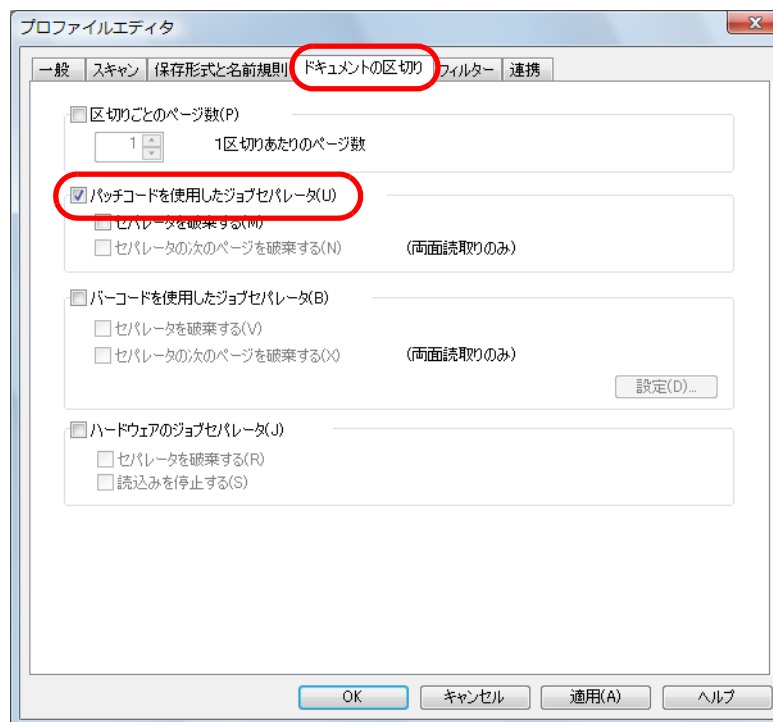 プロファイルエディタ
一般 スキャン 保存形式と名前規則 ドキュメントの区切り フィルター 連携
区切りごとのページ数(P)
1 1区切りあたりのページ数
パッチコードを使用したジョブセパレータ(U)
セパレータを破棄する(M)
セパレータの次のページを破棄する(N) (両面読取りのみ)
バーコードを使用したジョブセパレータ(B)
セパレータを破棄する(V)
セパレータの次のページを破棄する(X) (両面読取りのみ)
設定(D)...
ハードウェアのジョブセパレータ(J)
セパレータを破棄する(R)
読込みを停止する(S)
OK キャンセル 適用(A) ヘルプ